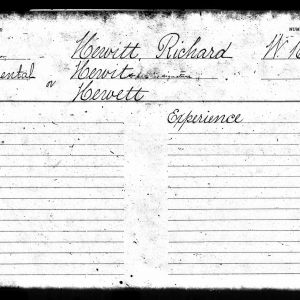 Hewitt, Richard W
ental Hewit
or Hewett
Experience